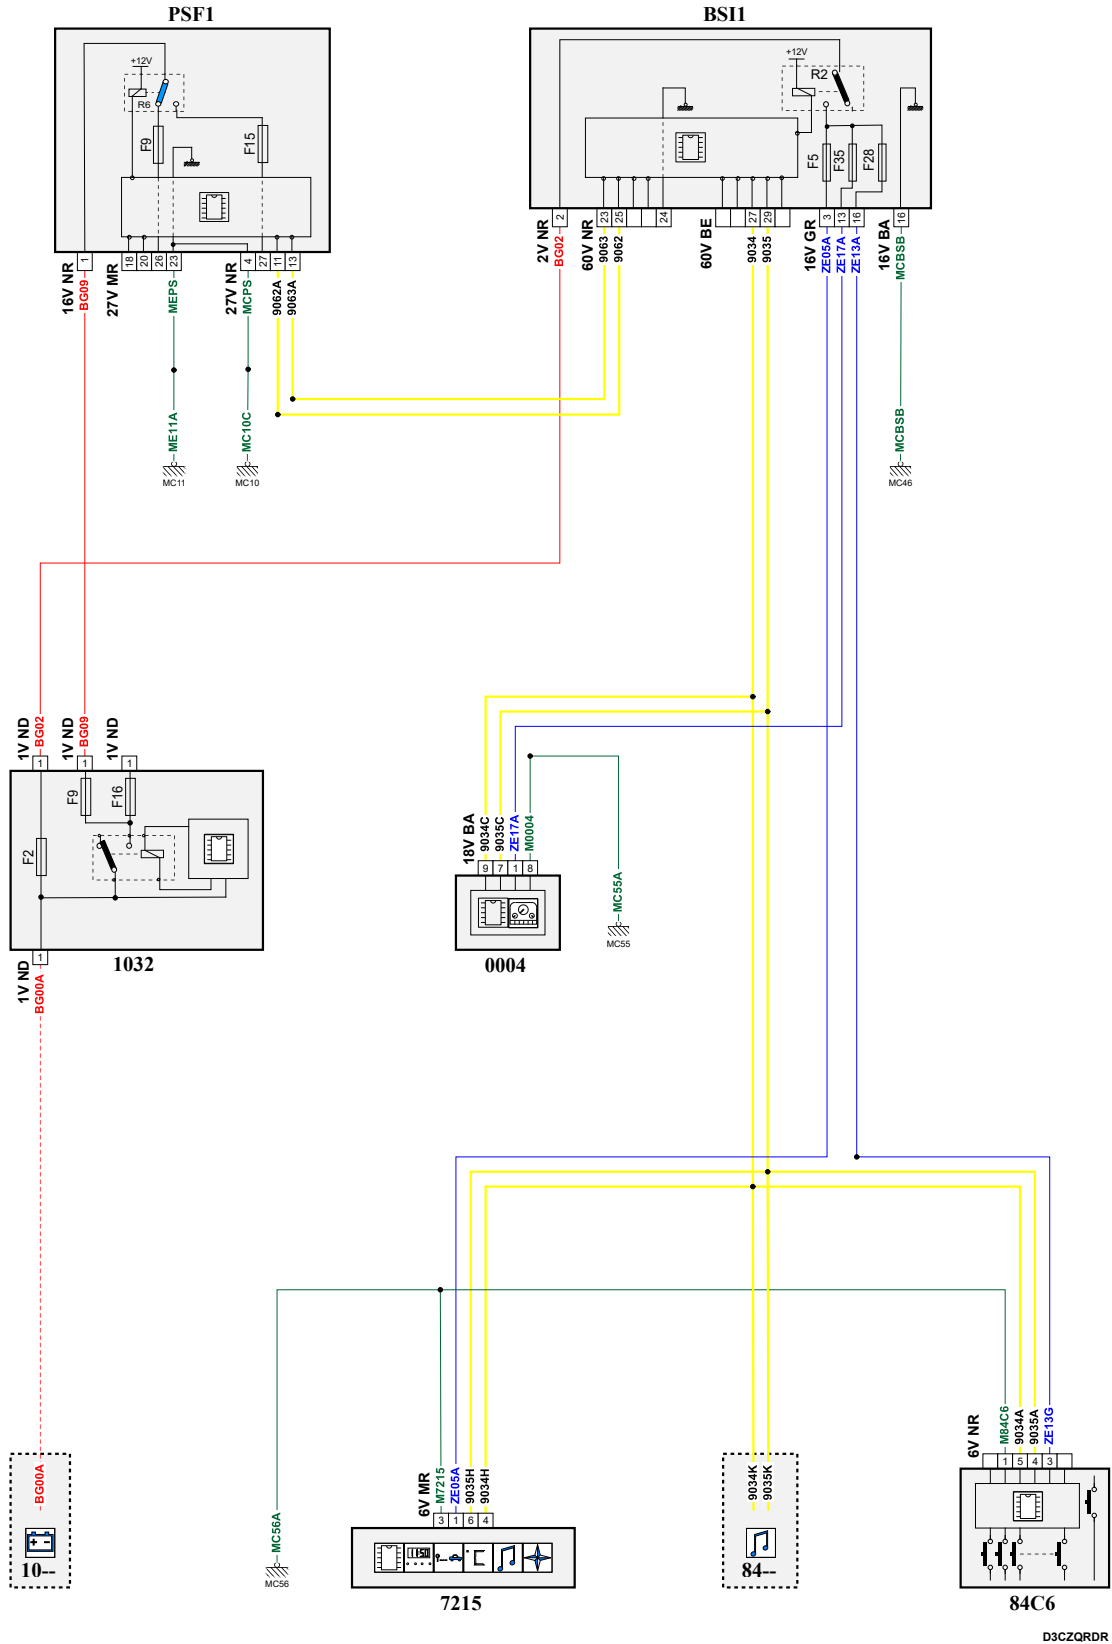 PSF1
BSI1
+12V
R6
F9
F15
+12V
R2
F5
F35
F28
16V NR
1
BG09
27V MR
18
20
26
23
MEPS
27V NR
4
27
11
13
MCPS
9062A
9063A
2V NR
2
BG02
60V NR
23
25
24
9063
9062
60V BE
27
29
9034
9035
16V GR
3
13
16
ZE05A
ZE17A
ZE13A
16V BA
16
MCBSB
ME11A
MC11
MC10C
MC10
MCBSB
MC46
1V ND
BG02
1V ND
BG09
1V ND
1
1
1
F9
F16
F2
1
1032
1V ND
BG00A
18V BA
9034C
9035C
ZE17A
M0004
9
7
1
8
0004
MC55A
MC55
BG00A
10--
MC56A
MC56
6V MR
M7215
ZE05A
9035H
9034H
3
1
6
4
11:50
7215
9034K
9035K
84--
6V NR
M84C6
9034A
9035A
ZE13G
1
5
4
3
84C6
D3CZQRDR